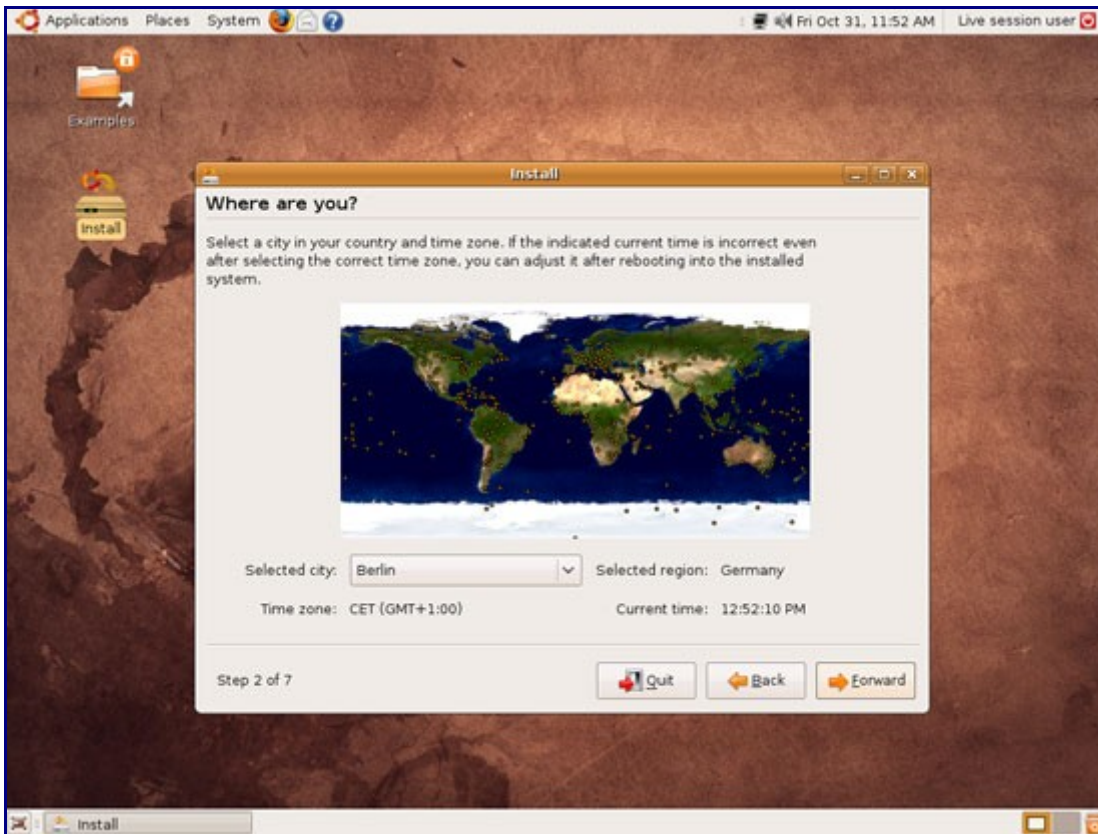 Applications Places System
Fri Oct 31, 11:52 AM Live session user
Examples
Install
Install
Where are you?
Select a city in your country and time zone. If the indicated current time is incorrect even
after selecting the correct time zone, you can adjust it after rebooting into the installed
system.
Selected city: Berlin Selected region: Germany
Time zone: CET (GMT+1:00) Current time: 12:52:10 PM
Step 2 of 7 Quit Back Forward
Install